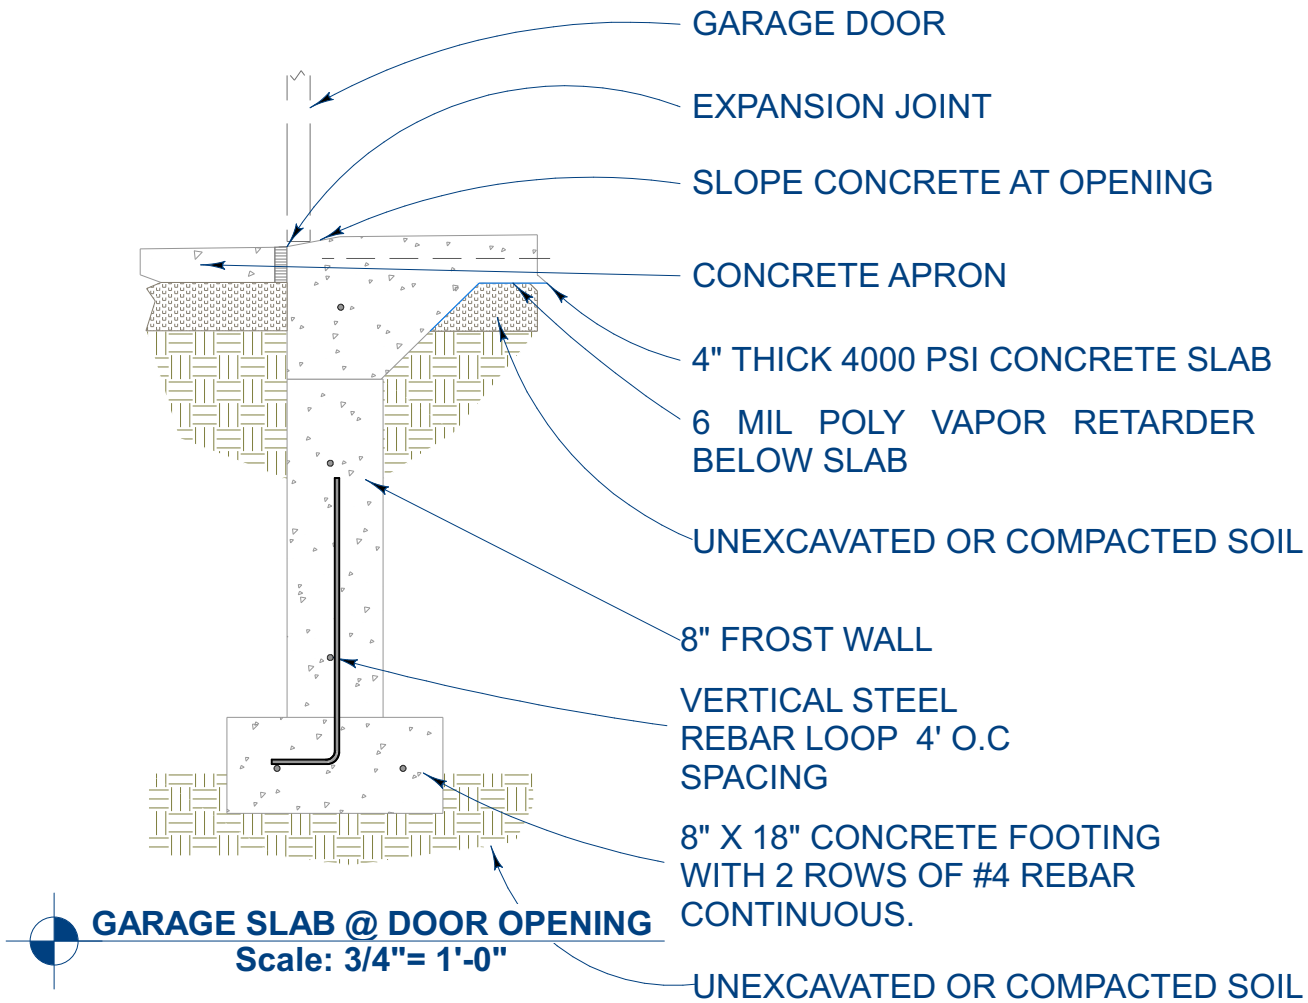 GARAGE DOOR
EXPANSION JOINT
SLOPE CONCRETE AT OPENING
CONCRETE APRON
4" THICK 4000 PSI CONCRETE SLAB
6 MIL POLY VAPOR RETARDER
BELOW SLAB
UNEXCAVATED OR COMPACTED SOIL
8" FROST WALL
VERTICAL STEEL
REBAR LOOP 4' O.C
SPACING
8" X 18" CONCRETE FOOTING
WITH 2 ROWS OF #4 REBAR
CONTINUOUS.
GARAGE SLAB @ DOOR OPENING
Scale: 3/4"= 1'-0"
UNEXCAVATED OR COMPACTED SOIL